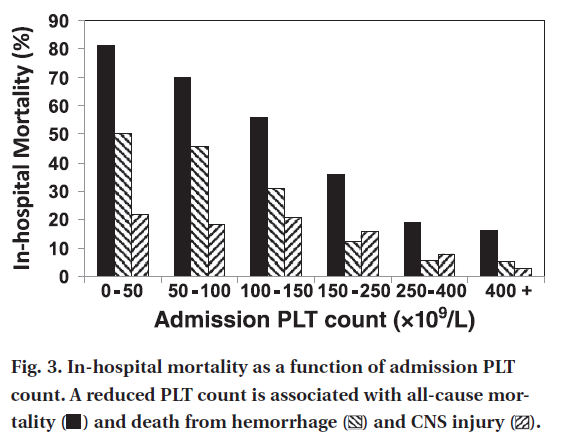 In-hospital Mortality (%)
90
80
70
60
50
40
30
20
10
0
0-50 50-100 100-150 150-250 250-400 400 +
Admission PLT count (×10⁹/L)
Fig. 3. In-hospital mortality as a function of admission PLT
count. A reduced PLT count is associated with all-cause mor-
tality (■) and death from hemorrhage (▧) and CNS injury (▨).